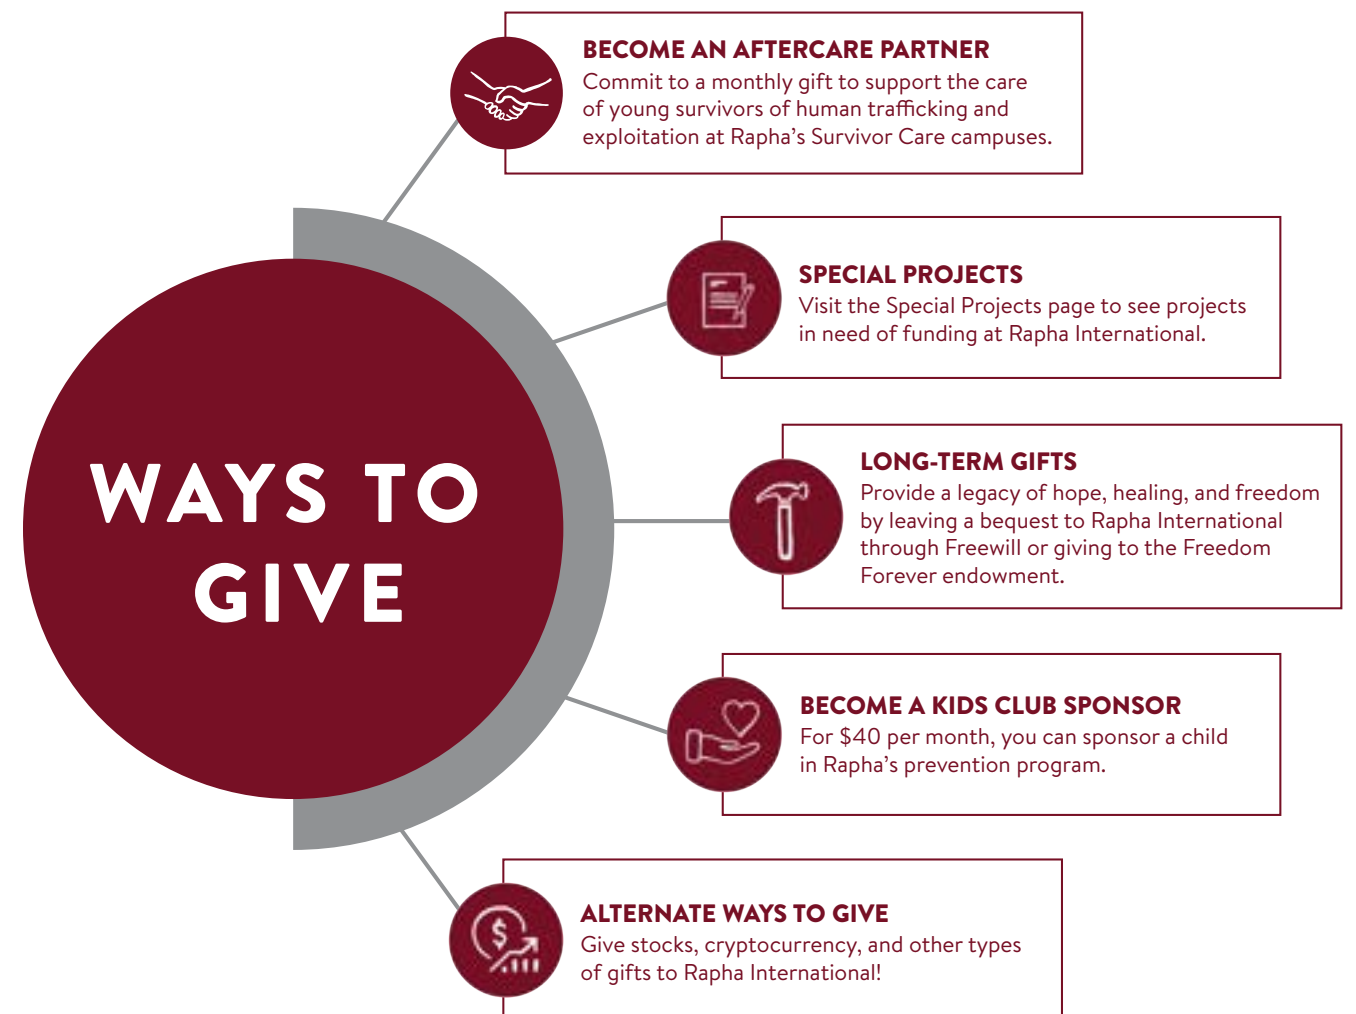 BECOME AN AFTERCARE PARTNER
Commit to a monthly gift to support the care
of young survivors of human trafficking and
exploitation at Rapha's Survivor Care campuses.
SPECIAL PROJECTS
Visit the Special Projects page to see projects
in need of funding at Rapha International.
WAYS TO
GIVE
LONG-TERM GIFTS
Provide a legacy of hope, healing, and freedom
by leaving a bequest to Rapha International
through Freewill or giving to the Freedom
Forever endowment.
BECOME A KIDS CLUB SPONSOR
For $40 per month, you can sponsor a child
in Rapha's prevention program.
$
ALTERNATE WAYS TO GIVE
Give stocks, cryptocurrency, and other types
of gifts to Rapha International!